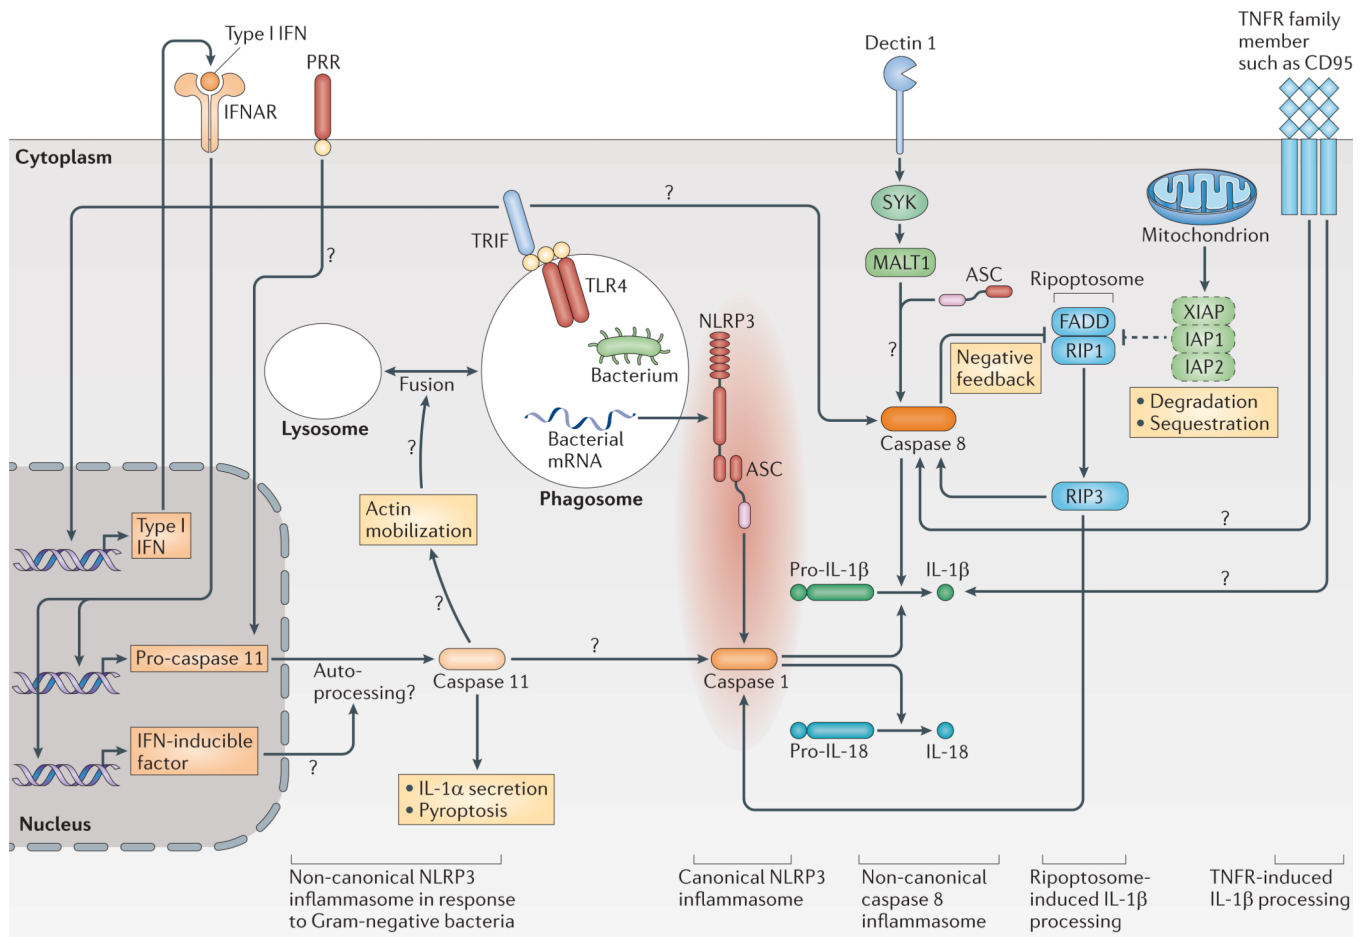 Type I IFN
PRR
IFNAR
Dectin 1
TNFR family
member
such as CD95
Cytoplasm
?
?
TRIF
TLR4
SYK
MALT1
ASC
Mitochondrion
Ripoptosome
FADD
RIP1
XIAP
IAP1
IAP2
NLRP3
Bacterium
Fusion
Lysosome
?
Bacterial
mRNA
Phagosome
ASC
?
Negative
feedback
• Degradation
• Sequestration
Caspase 8
RIP3
?
?
Actin
mobilization
?
Type I
IFN
Pro-IL-1β
IL-1β
Pro-caspase 11
Auto-
processing?
Caspase 11
?
Caspase 1
IFN-inducible
factor
?
Pro-IL-18
IL-18
• IL-1α secretion
• Pyroptosis
Nucleus
Non-canonical NLRP3
inflammasome in response
to Gram-negative bacteria
Canonical NLRP3
inflammasome
Non-canonical
caspase 8
inflammasome
Ripoptosome-
induced IL-1β
processing
TNFR-induced
IL-1β processing